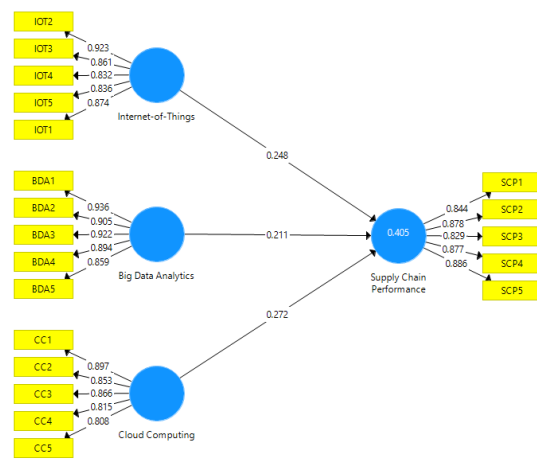 IOT2
IOT3
IOT4
IOT5
IOT1
0.923
0.861
0.832
0.836
0.874
Internet-of-Things
0.248
BDA1
BDA2
BDA3
BDA4
BDA5
0.936
0.905
0.922
0.894
0.859
Big Data Analytics
0.211
CC1
CC2
CC3
CC4
CC5
0.897
0.853
0.866
0.815
0.808
Cloud Computing
0.272
0.405
Supply Chain
Performance
0.844
0.878
0.829
0.877
0.886
SCP1
SCP2
SCP3
SCP4
SCP5